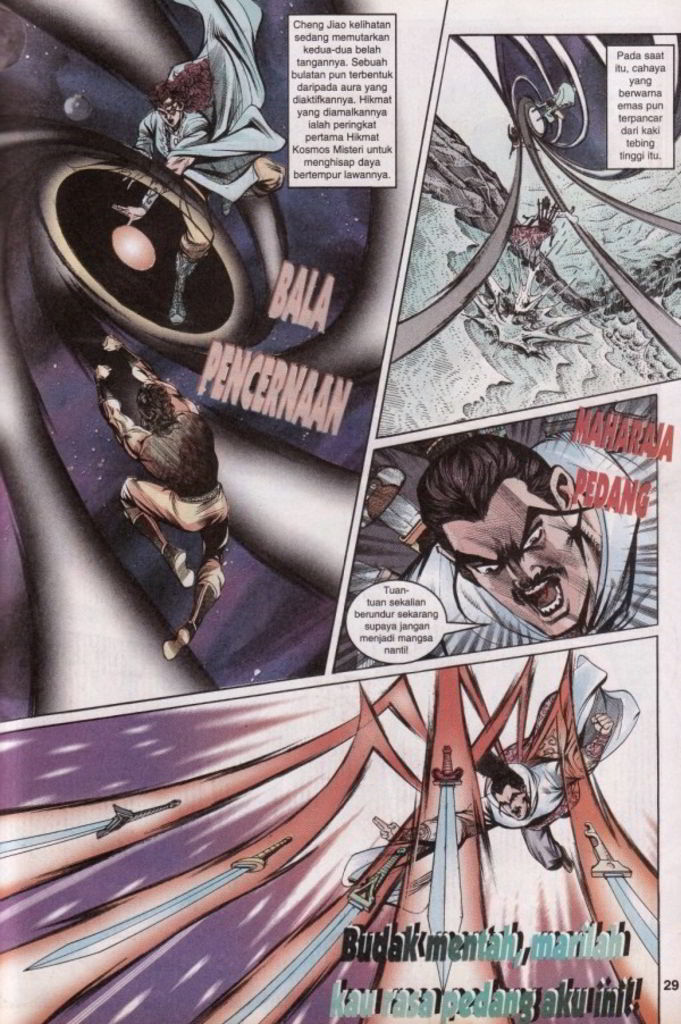 Cheng Jiao kelihatan
sedang memutarkan
kedua-dua belah
tangannya. Sebuah
bulatan pun terbentuk
daripada aura yang
diaktifkannya. Hikmat
yang diamalkannya
ialah peringkat
pertama Hikmat
Kosmos Misteri untuk
menghisap daya
bertempur lawannya.
Pada saat
itu, cahaya
yang
berwarna
emas pun
terpancar
dari kaki
tebing
tinggi itu.
BALA
PENCERNAAN
MAHARAJA
PEDANG
Tuan-
tuan sekalian
berundur sekarang
supaya jangan
menjadi mangsa
nanti!
Budak mentah, marilah
kau rasa pedang aku ini!
29